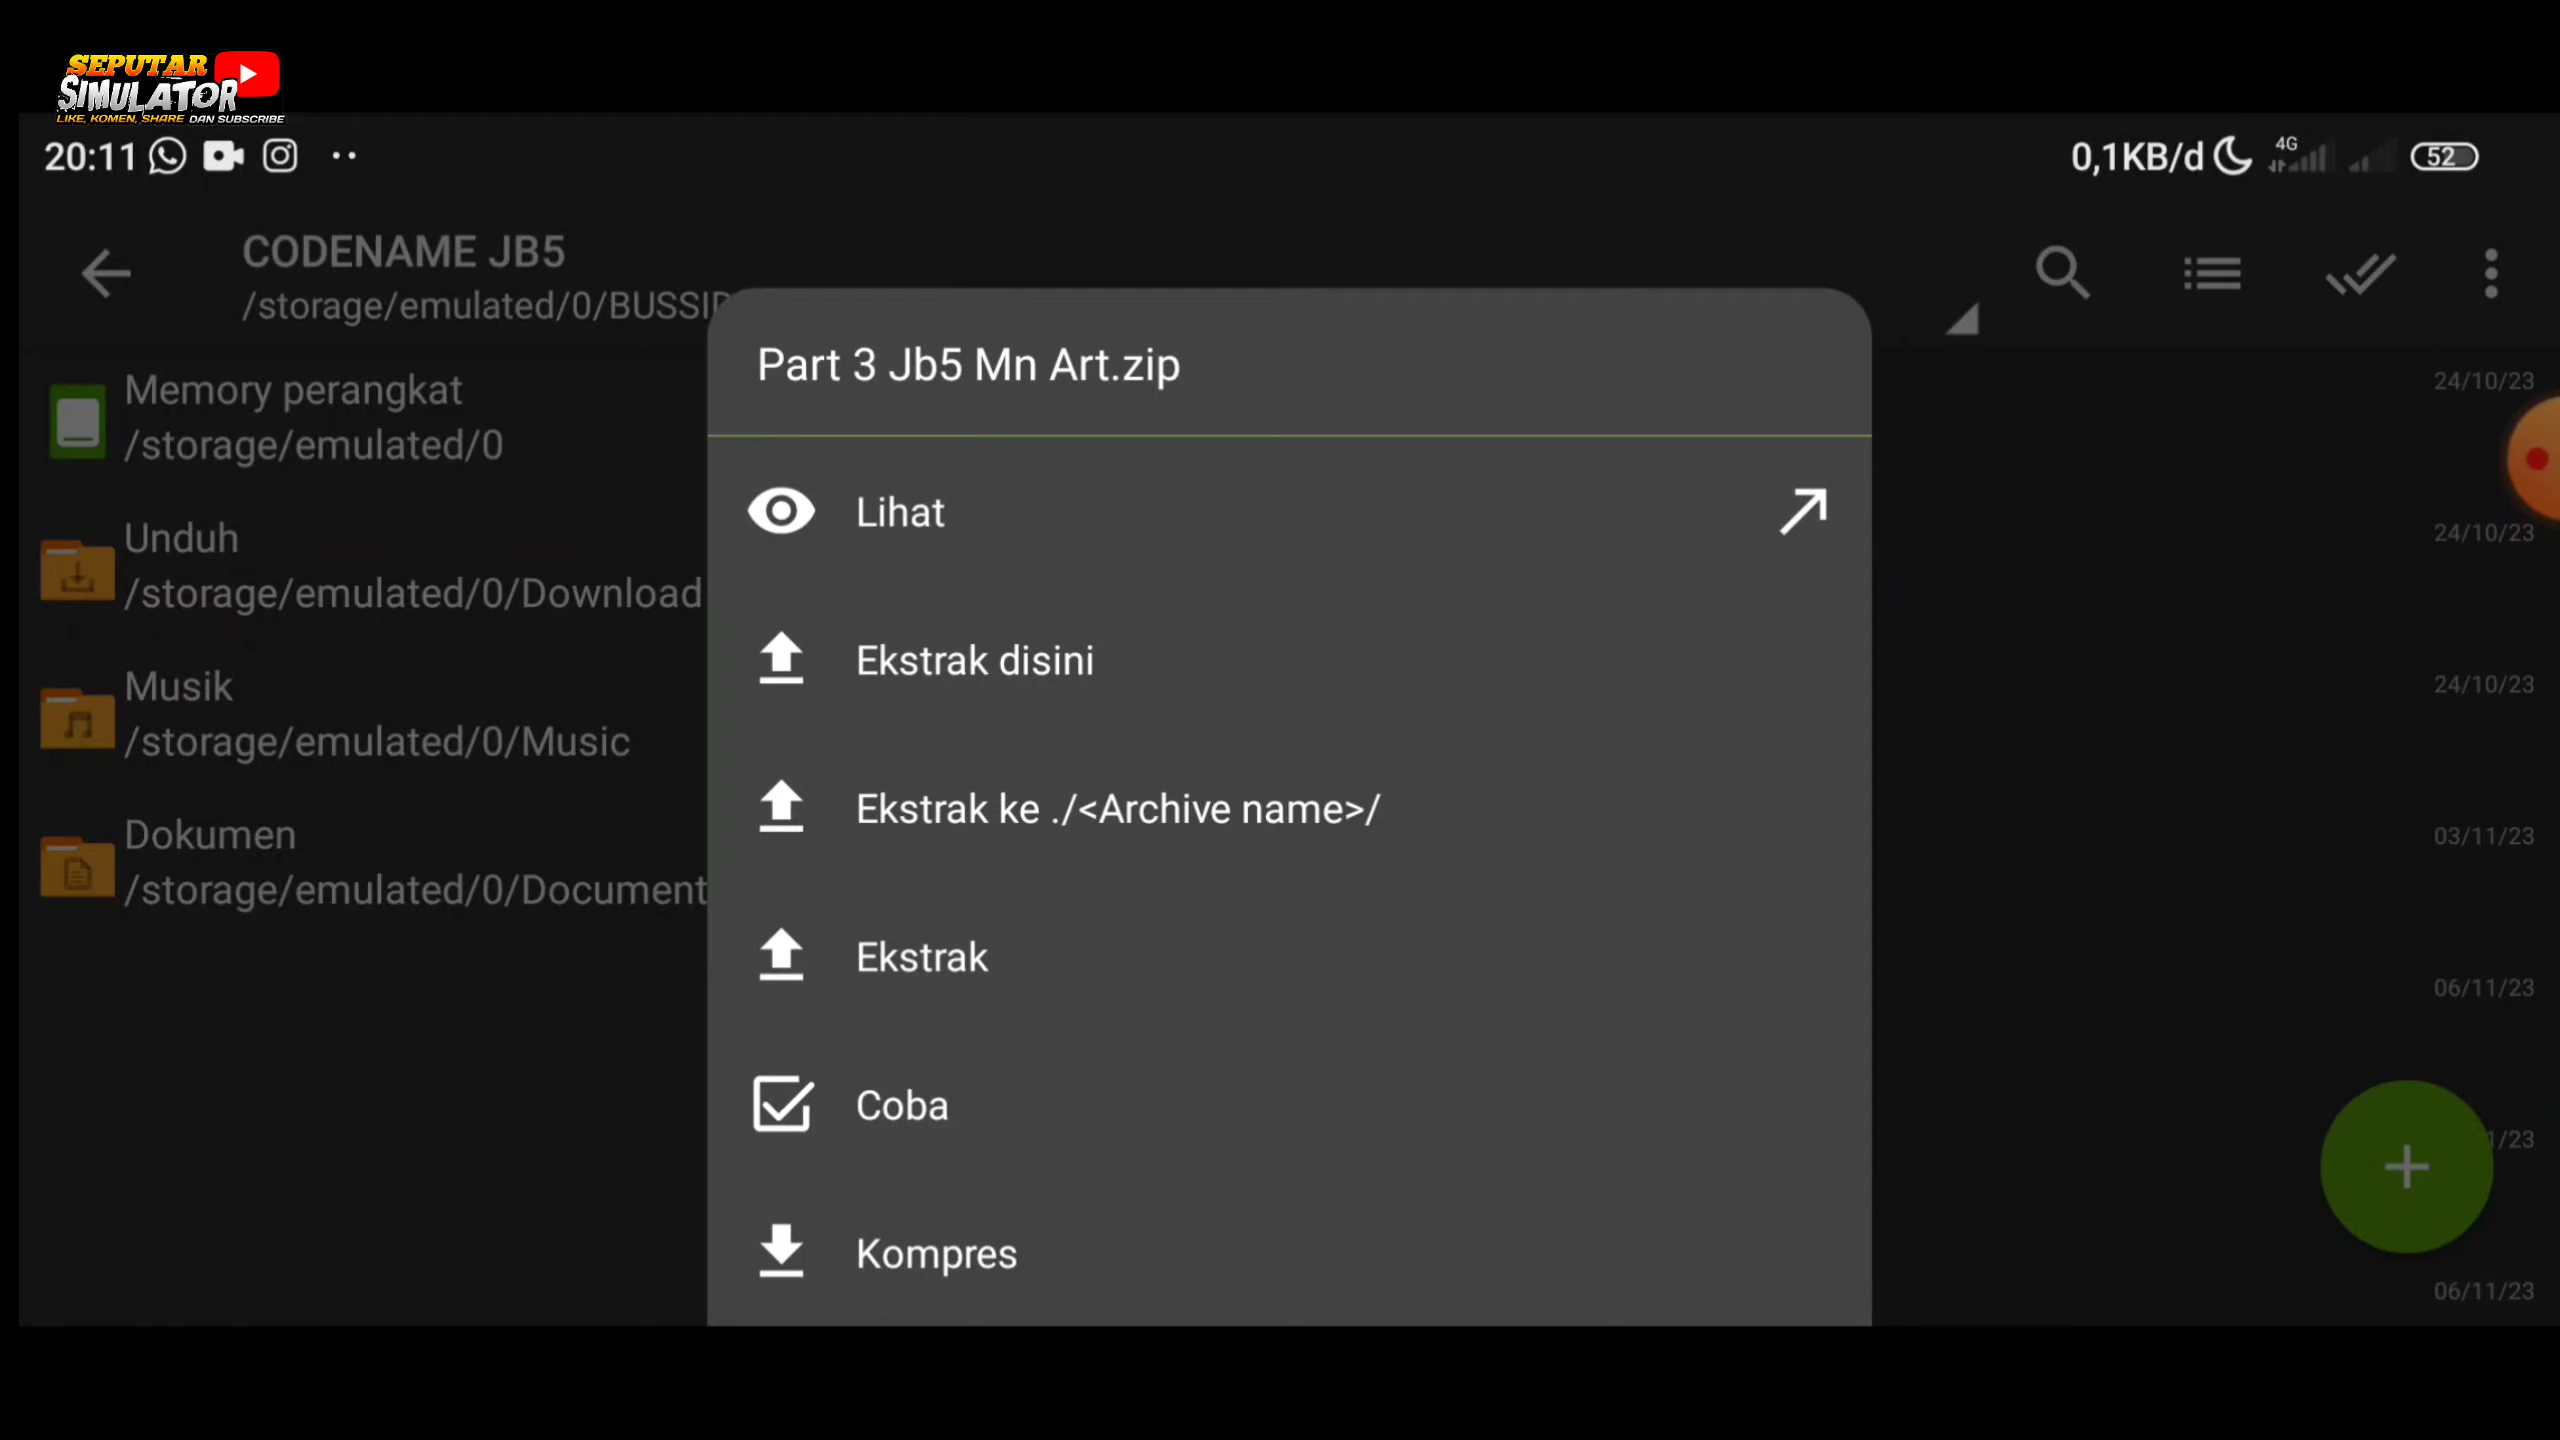 SEPUTAR
SIMULATOR
LIKE, KOMEN, SHARE DAN SUBSCRIBE
20:11
0,1KB/d
4G
52
CODENAME JB5
/storage/emulated/0/BUSSID
Memory perangkat
/storage/emulated/0
Unduh
/storage/emulated/0/Download
Musik
/storage/emulated/0/Music
Dokumen
/storage/emulated/0/Document
Part 3 Jb5 Mn Art.zip
Lihat
Ekstrak disini
Ekstrak ke ./<Archive name>/
Ekstrak
Coba
Kompres
24/10/23
24/10/23
24/10/23
03/11/23
06/11/23
1/23
06/11/23